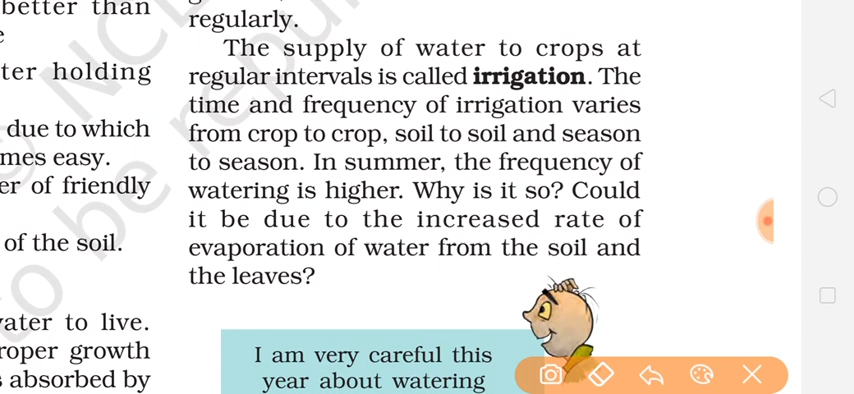 better than
ter holding
due to which
mes easy.
er of friendly
of the soil.
ater to live.
roper growth
absorbed by
regularly.
The supply of water to crops at
regular intervals is called irrigation. The
time and frequency of irrigation varies
from crop to crop, soil to soil and season
to season. In summer, the frequency of
watering is higher. Why is it so? Could
it be due to the increased rate of
evaporation of water from the soil and
the leaves?
I am very careful this
year about watering
to be repu